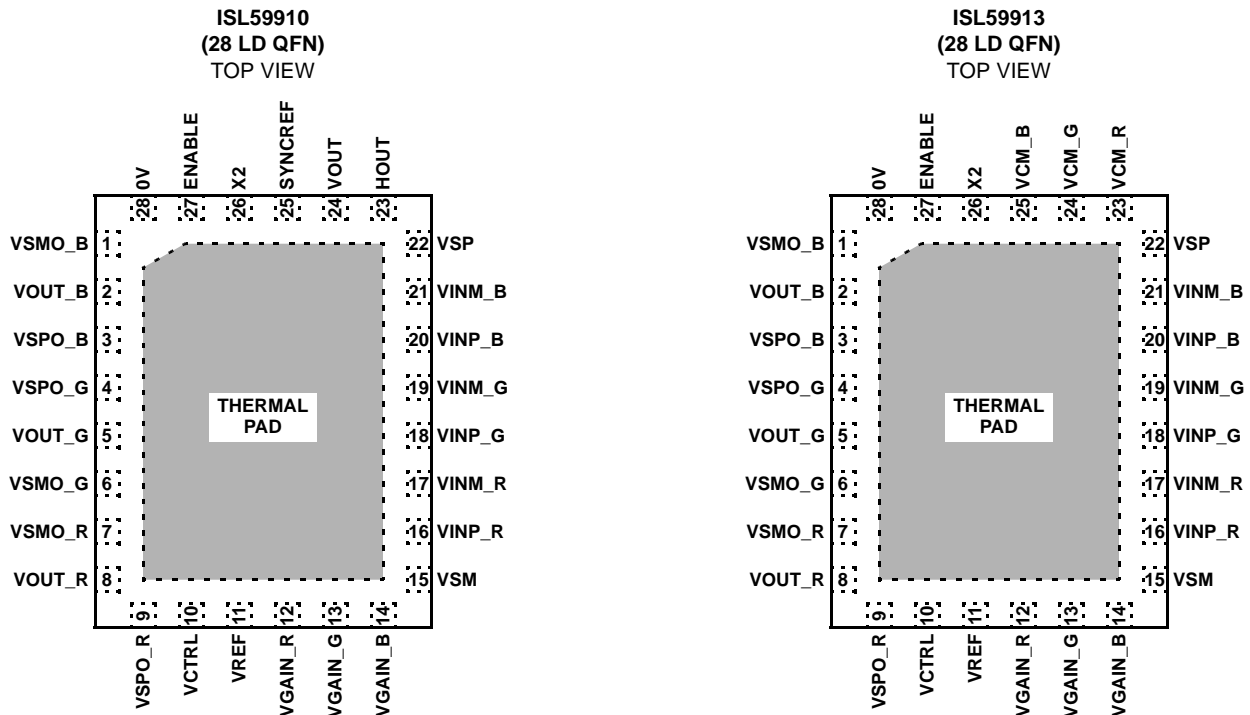 ISL59910
(28 LD QFN)
TOP VIEW
28 0V
27 ENABLE
26 X2
25 SYNCREF
24 VOUT
23 HOUT
VSMO_B 1
VOUT_B 2
VSPO_B 3
VSPO_G 4
VOUT_G 5
VSMO_G 6
VSMO_R 7
VOUT_R 8
22 VSP
21 VINM_B
20 VINP_B
19 VINM_G
18 VINP_G
17 VINM_R
16 VINP_R
15 VSM
THERMAL
PAD
VSPO_R 9
VCTRL 10
VREF 11
VGAIN_R 12
VGAIN_G 13
VGAIN_B 14
ISL59913
(28 LD QFN)
TOP VIEW
28 0V
27 ENABLE
26 X2
25 VCM_B
24 VCM_G
23 VCM_R
VSMO_B 1
VOUT_B 2
VSPO_B 3
VSPO_G 4
VOUT_G 5
VSMO_G 6
VSMO_R 7
VOUT_R 8
22 VSP
21 VINM_B
20 VINP_B
19 VINM_G
18 VINP_G
17 VINM_R
16 VINP_R
15 VSM
THERMAL
PAD
VSPO_R 9
VCTRL 10
VREF 11
VGAIN_R 12
VGAIN_G 13
VGAIN_B 14